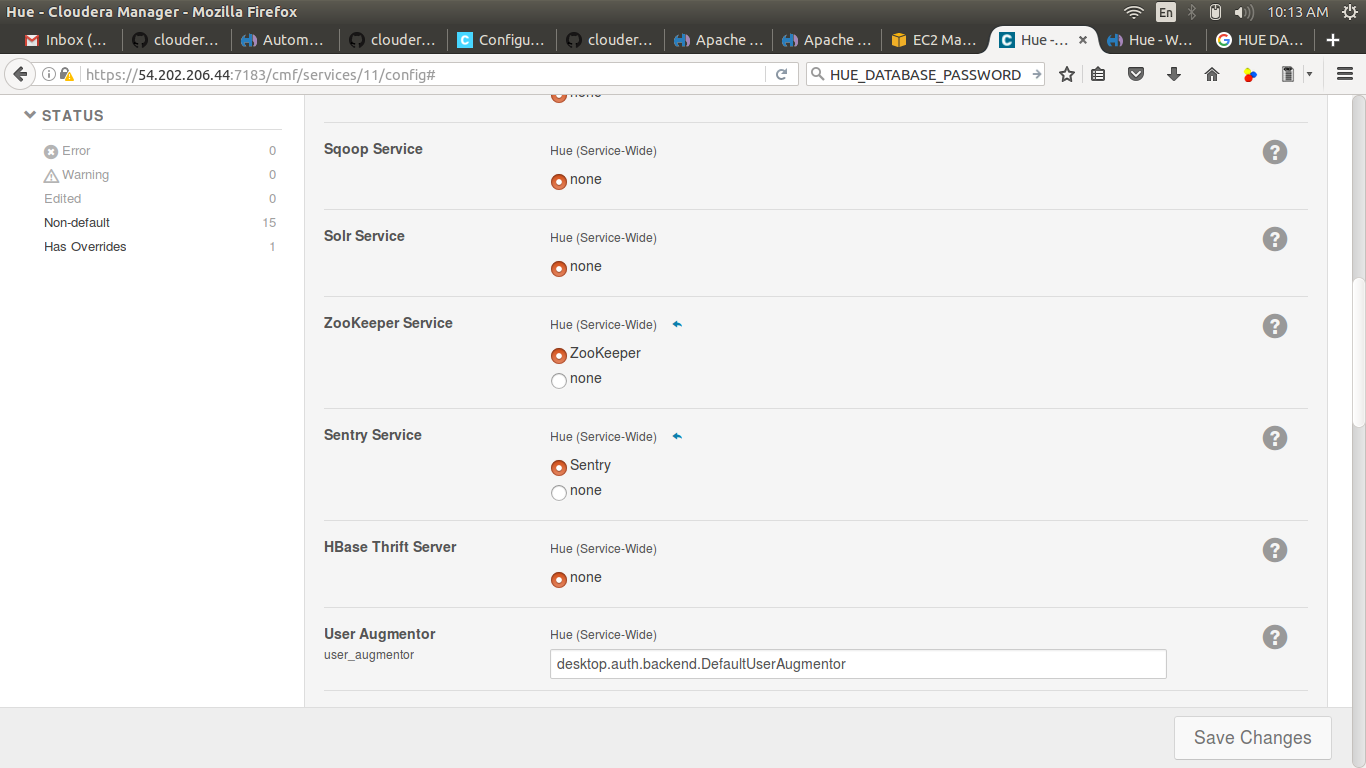 Hue - Cloudera Manager - Mozilla Firefox
En
10:13 AM
Inbox (...
clouder...
Autom...
clouder...
Configu...
clouder...
Apache ...
Apache ...
EC2 Ma...
Hue -...
Hue - W...
HUE DA...
https://54.202.206.44:7183/cmf/services/11/config#
HUE_DATABASE_PASSWORD
STATUS
Error 0
Warning 0
Edited 0
Non-default 15
Has Overrides 1
none
Sqoop Service
Hue (Service-Wide)
none
Solr Service
Hue (Service-Wide)
none
ZooKeeper Service
Hue (Service-Wide)
ZooKeeper
none
Sentry Service
Hue (Service-Wide)
Sentry
none
HBase Thrift Server
Hue (Service-Wide)
none
User Augmentor
user_augmentor
Hue (Service-Wide)
desktop.auth.backend.DefaultUserAugmentor
Save Changes